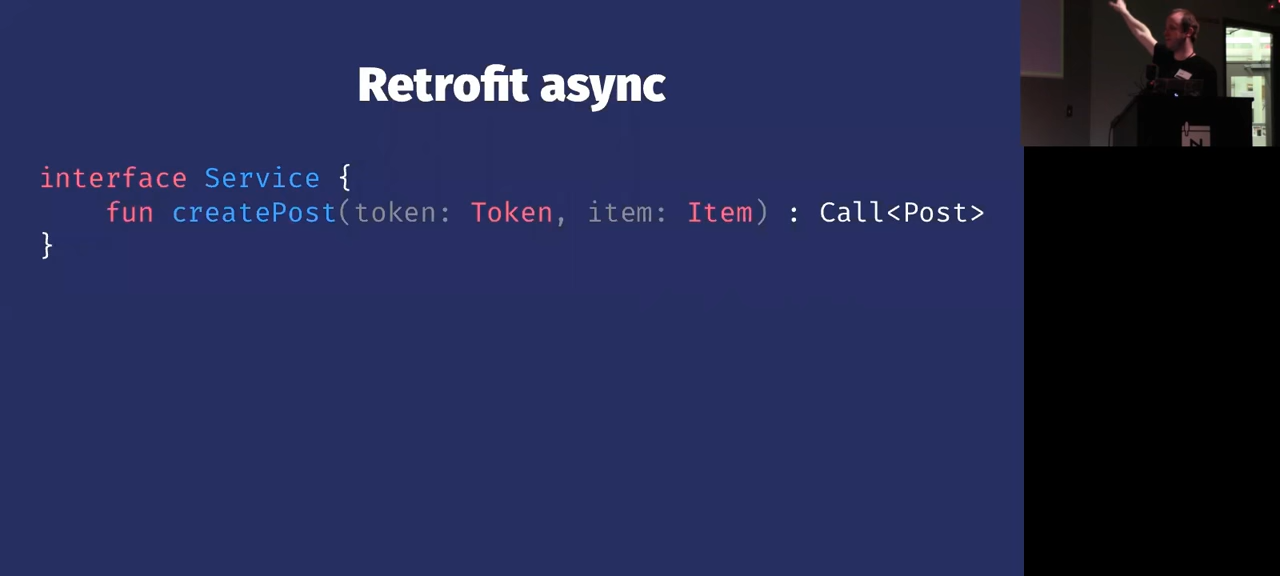 Retrofit async
interface Service {
    fun createPost(token: Token, item: Item) : Call<Post>
}